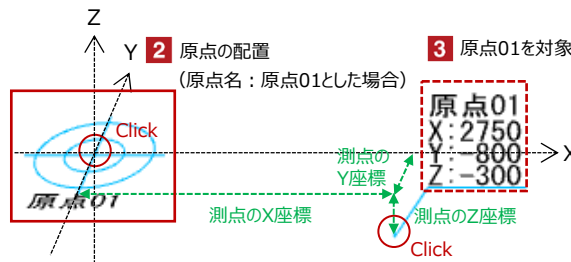 Z
Y
2 原点の配置
(原点名：原点01とした場合)
3 原点01を対象
Click
原点01
原点01
X:2750
Y:-800
Z:-300
X
測点の
Y座標
測点のX座標
測点のZ座標
Click